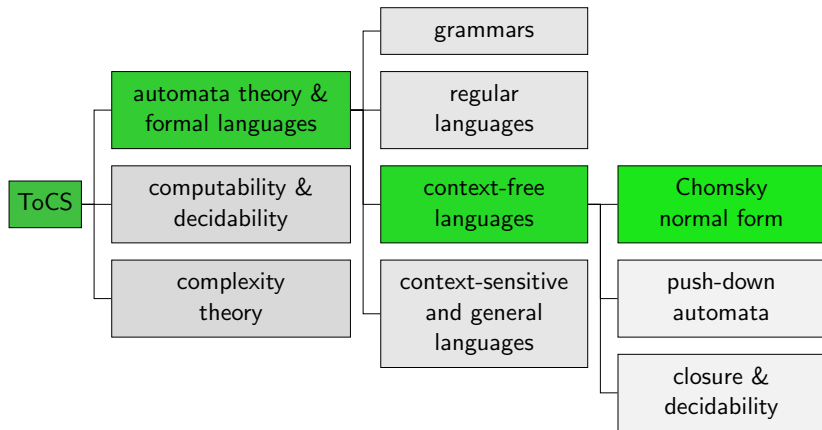 ToCS
automata theory &
formal languages
computability &
decidability
complexity
theory
grammars
regular
languages
context-free
languages
context-sensitive
and general
languages
Chomsky
normal form
push-down
automata
closure &
decidability